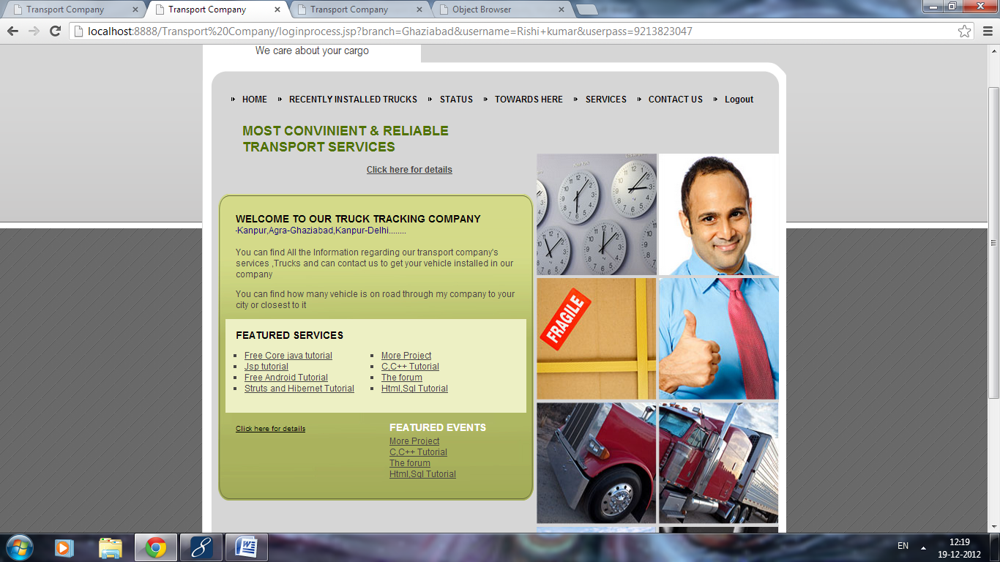 Transport Company
Transport Company
Transport Company
Object Browser
localhost:8888/Transport%20Company/loginprocess.jsp?branch=Ghaziabad&username=Rishi+kumar&userpass=9213823047
We care about your cargo
HOME RECENTLY INSTALLED TRUCKS STATUS TOWARDS HERE SERVICES CONTACT US Logout
MOST CONVINIENT & RELIABLE
TRANSPORT SERVICES
Click here for details
WELCOME TO OUR TRUCK TRACKING COMPANY
-Kanpur,Agra-Ghaziabad,Kanpur-Delhi........
You can find All the Information regarding our transport company's
services ,Trucks and can contact us to get your vehicle installed in our
company
You can find how many vehicle is on road through my company to your
city or closest to it
FEATURED SERVICES
Free Core java tutorial
Jsp tutorial
Free Android Tutorial
Struts and Hibernet Tutorial
More Project
C,C++ Tutorial
The forum
Html,Sql Tutorial
Click here for details
FEATURED EVENTS
More Project
C,C++ Tutorial
The forum
Html,Sql Tutorial
FRAGILE
EN
12:19
19-12-2012